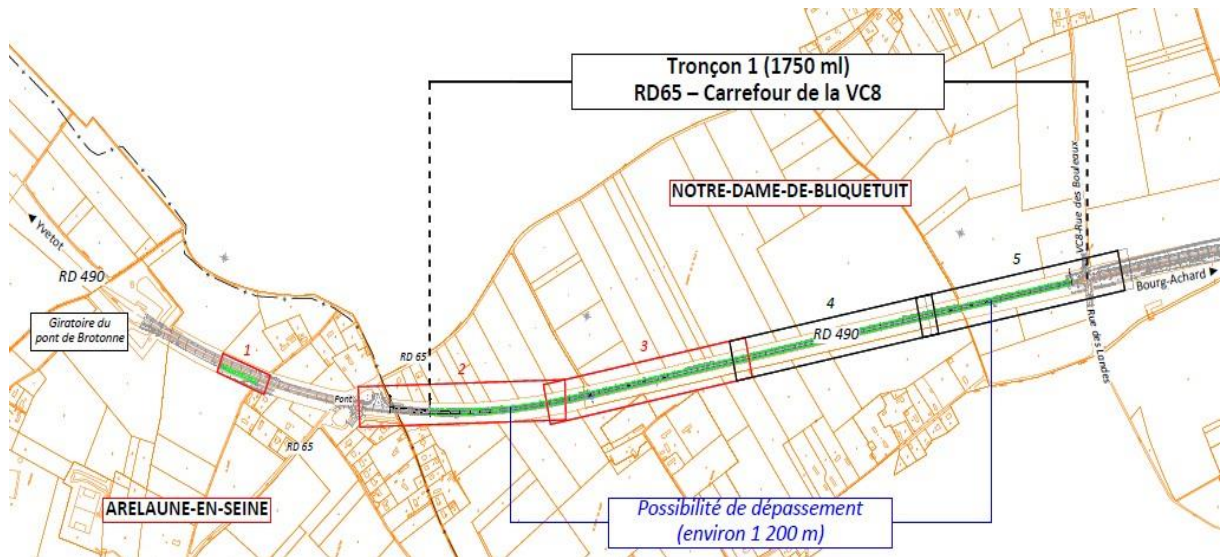 Tronçon 1 (1750 ml)
RD65 – Carrefour de la VC8
NOTRE-DAME-DE-BLIQUETUIT
VC8-Rue des Bouleaux
Yvetot
RD 490
5
Bourg-Achard
4
Giratoire du
pont de Brotonne
RD 490
Rue des Landes
3
1
RD 65
2
Pont
RD 65
ARELAUNE-EN-SEINE
Possibilité de dépassement
(environ 1 200 m)